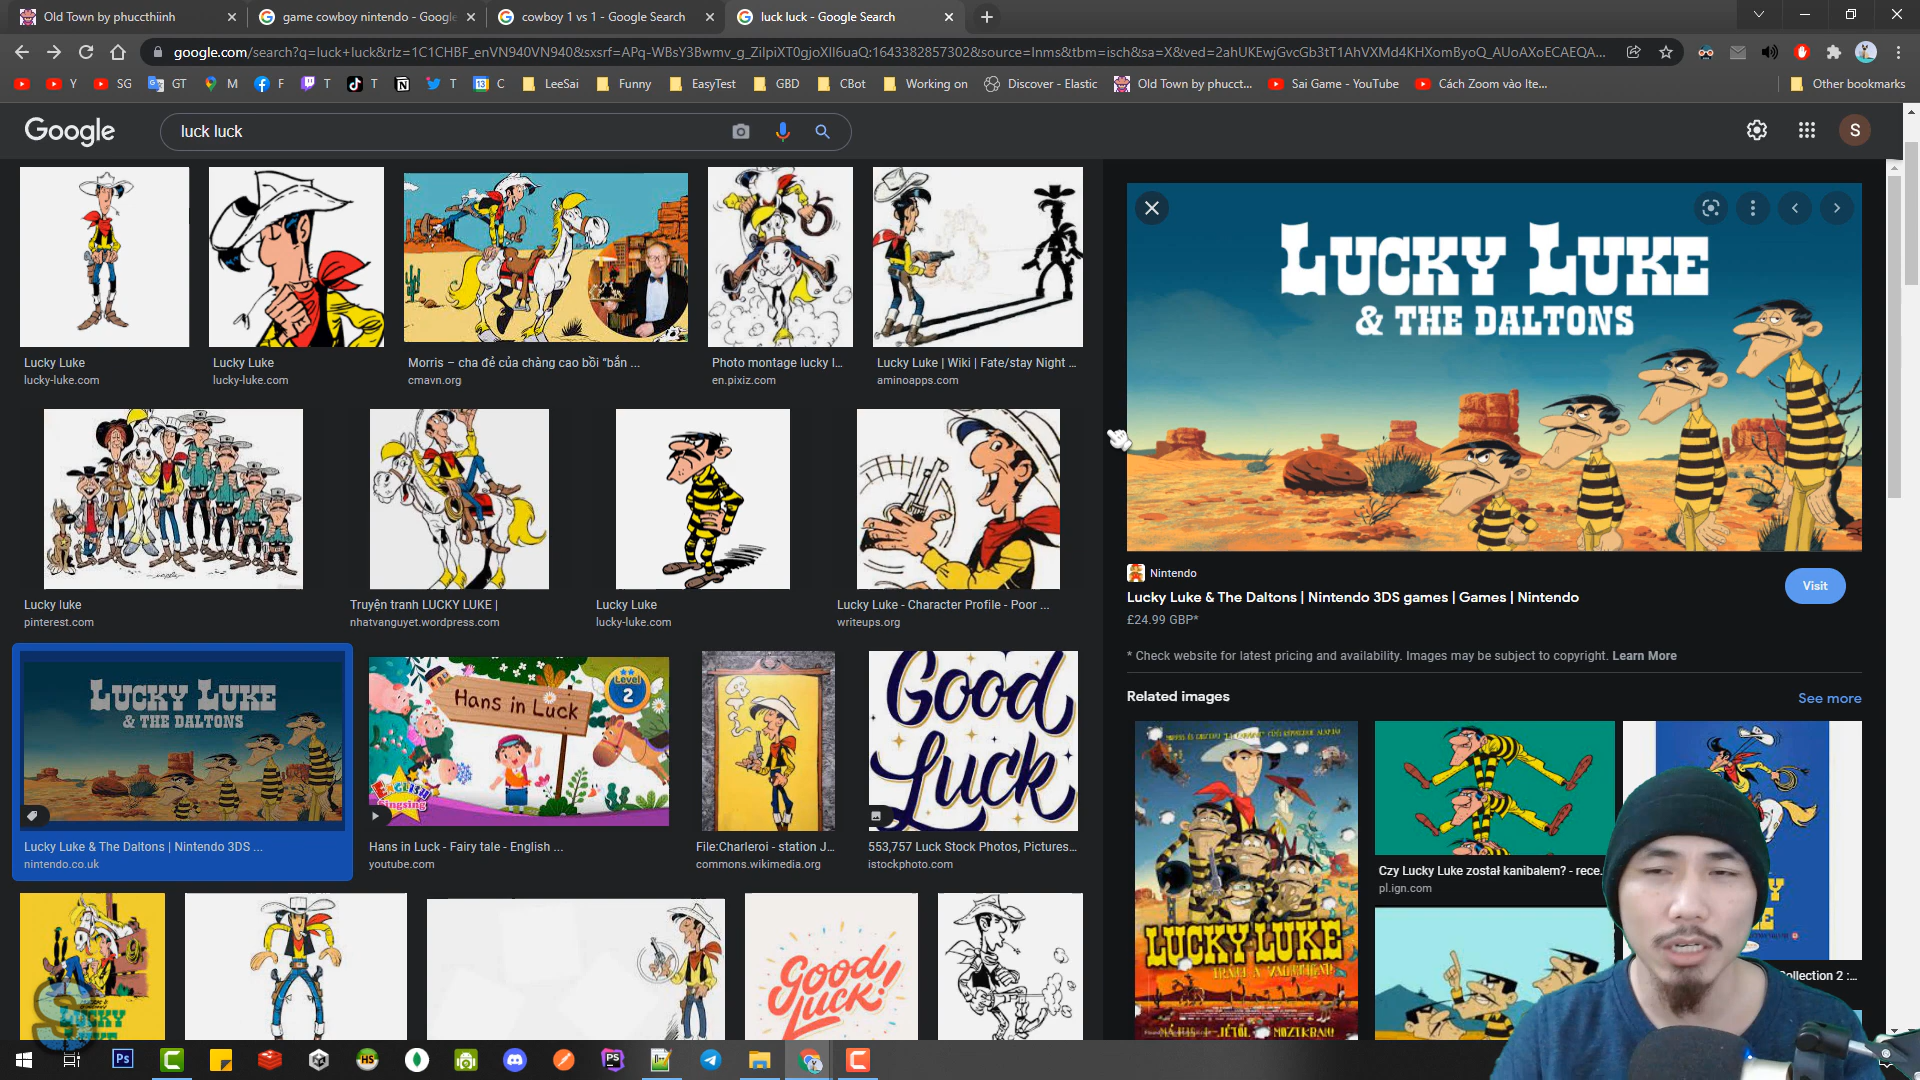 Old Town by phuccthiinh
game cowboy nintendo - Google
cowboy 1 vs 1 - Google Search
luck luck - Google Search
google.com/search?q=luck+luck&rlz=1C1CHBF_enVN940VN940&sxsrf=APq-WBsY3Bwmv_g_ZiIpiXT0gjoXII6uaQ:1643382857302&source=lnms&tbm=isch&sa=X&ved=2ahUKEwjGvcGb3tT1AhVXMd4KHXomByoQ_AUoAXoECAEQA...
Y
SG
GT
M
F
T
T
T
C
LeeSai
Funny
EasyTest
GBD
CBot
Working on
Discover - Elastic
Old Town by phucct...
Sai Game - YouTube
Cách Zoom vào Ite...
Other bookmarks
Google
luck luck
S
Lucky Luke
lucky-luke.com
Lucky Luke
lucky-luke.com
Morris – cha đẻ của chàng cao bồi "bắn ...
cmavn.org
Photo montage lucky l...
en.pixiz.com
Lucky Luke | Wiki | Fate/stay Night ...
aminoapps.com
Lucky luke
pinterest.com
Truyện tranh LUCKY LUKE |
nhatvanguyet.wordpress.com
Lucky Luke
lucky-luke.com
Lucky Luke - Character Profile - Poor ...
writeups.org
LUCKY LUKE
& THE DALTONS
Lucky Luke & The Daltons | Nintendo 3DS ...
nintendo.co.uk
Hans in Luck
Level
2
English
Singsing
Hans in Luck - Fairy tale - English ...
youtube.com
File:Charleroi - station J...
commons.wikimedia.org
Good
Luck
553,757 Luck Stock Photos, Pictures...
istockphoto.com
Good
Luck!
LUCKY LUKE
& THE DALTONS
Nintendo
Lucky Luke & The Daltons | Nintendo 3DS games | Games | Nintendo
£24.99 GBP*
Visit
* Check website for latest pricing and availability. Images may be subject to copyright. Learn More
Related images
See more
LUCKY LUKE
Czy Lucky Luke został kanibalem? - rece...
pl.ign.com
ollection 2 :...
Ps
HS
PS